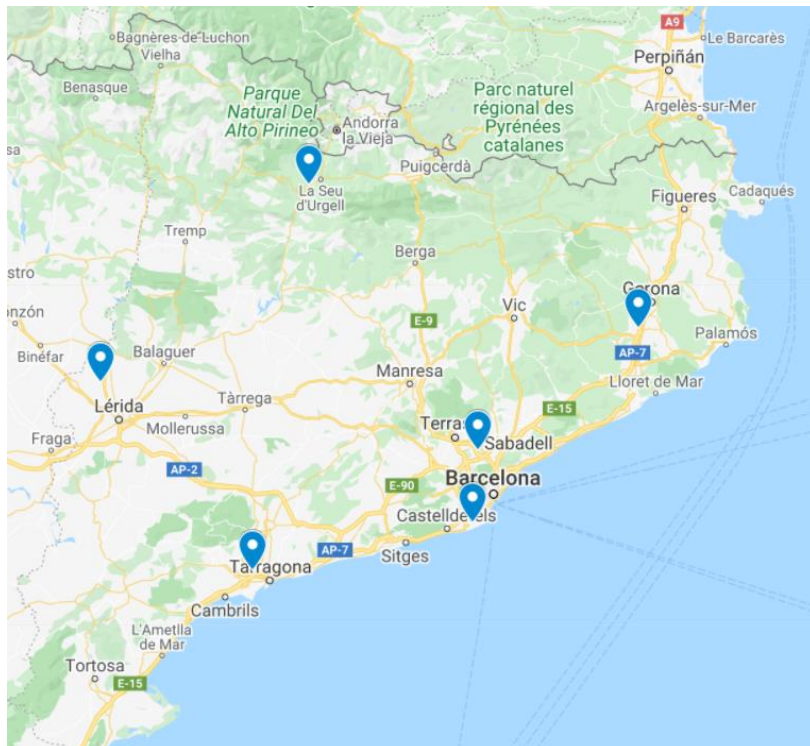 Bagnères-de-Luchon
Vielha
Benasque
Parque
Natural Del
Alto Pirineo
Andorra
la Vieja
Parc naturel
régional des
Pyrénées
catalanes
A9
Le Barcarès
Perpiñán
Argelès-sur-Mer
Puigcerdà
La Seu
d'Urgell
Figueres
Cadaqués
Tremp
Berga
Vic
Gerona
E-9
Palamós
AP-7
Lloret de Mar
Binéfar
Balaguer
Manresa
Tàrrega
Lérida
Mollerussa
E-15
Sabadell
Fraga
AP-2
E-90
Barcelona
Sitges
AP-7
Tarragona
Cambrils
L'Ametlla
de Mar
Tortosa
E-15